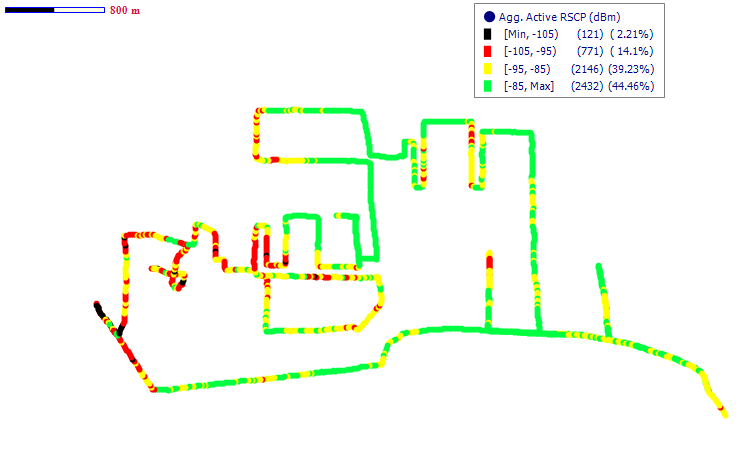 800 m
Agg. Active RSCP (dBm)
[Min, -105) (121) ( 2.21%)
[-105, -95) (771) ( 14.1%)
[-95, -85) (2146) (39.23%)
[-85, Max] (2432) (44.46%)